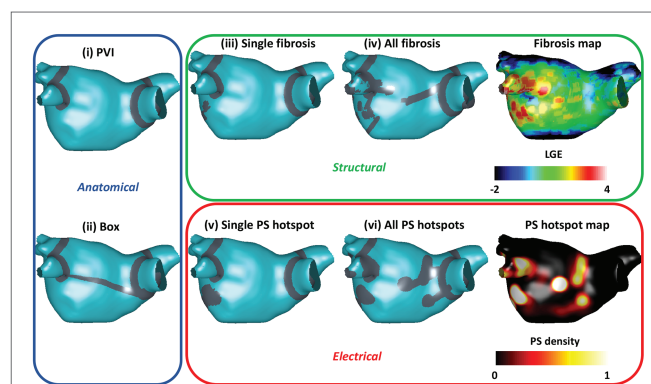 (i) PVI
(iii) Single fibrosis
(iv) All fibrosis
Fibrosis map
Structural
LGE
-2
4
Anatomical
(ii) Box
(v) Single PS hotspot
(vi) All PS hotspots
PS hotspot map
Electrical
PS density
0
1